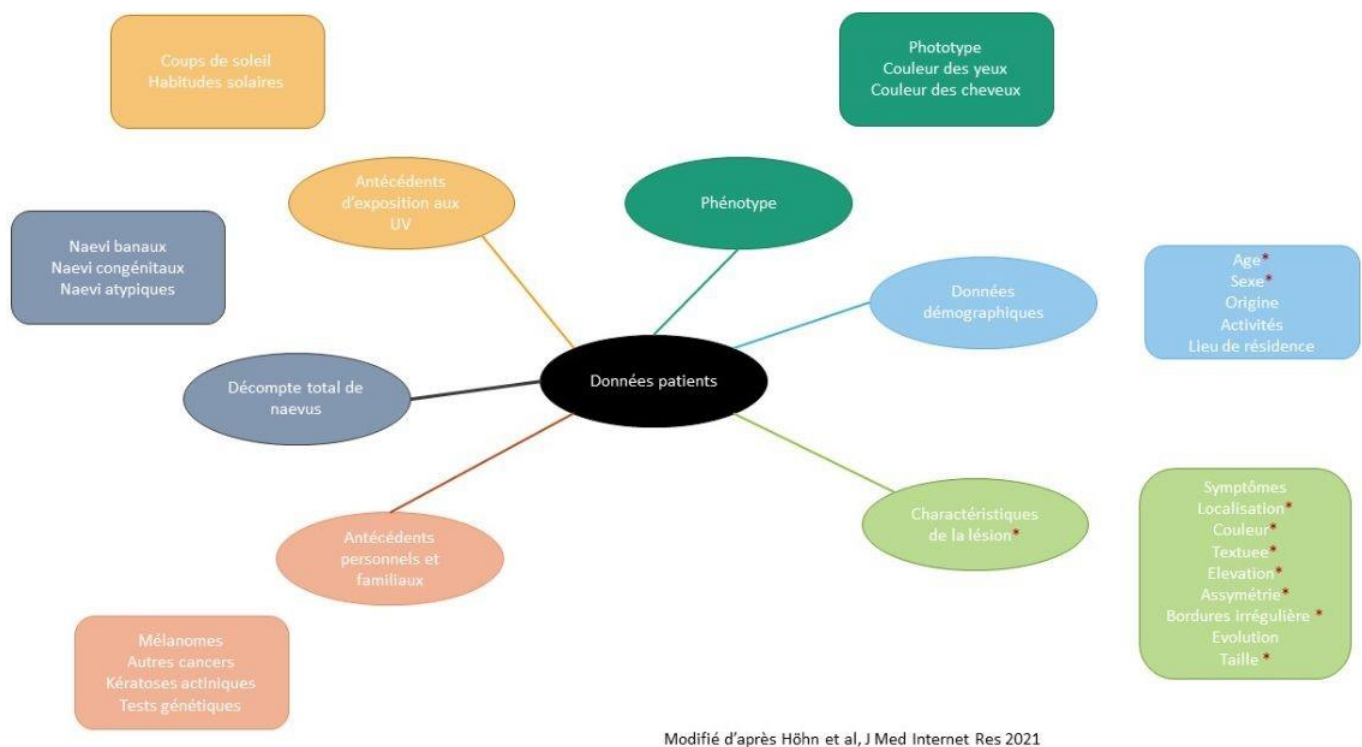 Coups de soleil
Habitudes solaires
Phototype
Couleur des yeux
Couleur des cheveux
Antécédents
d'exposition aux
UV
Phénotype
Naevi banaux
Naevi congénitaux
Naevi atypiques
Données
démographiques
Age*
Sexe*
Origine
Activités
Lieu de résidence
Décompte total de
naevus
Données patients
Antécédents
personnels et
familiaux
Charactéristiques
de la lésion*
Symptômes
Localisation*
Couleur*
Textuee*
Elevation*
Assymétrie*
Bordures irrégulière *
Evolution
Taille *
Mélanomes
Autres cancers
Kératoses actiniques
Tests génétiques
Modifié d'après Höhn et al, J Med Internet Res 2021